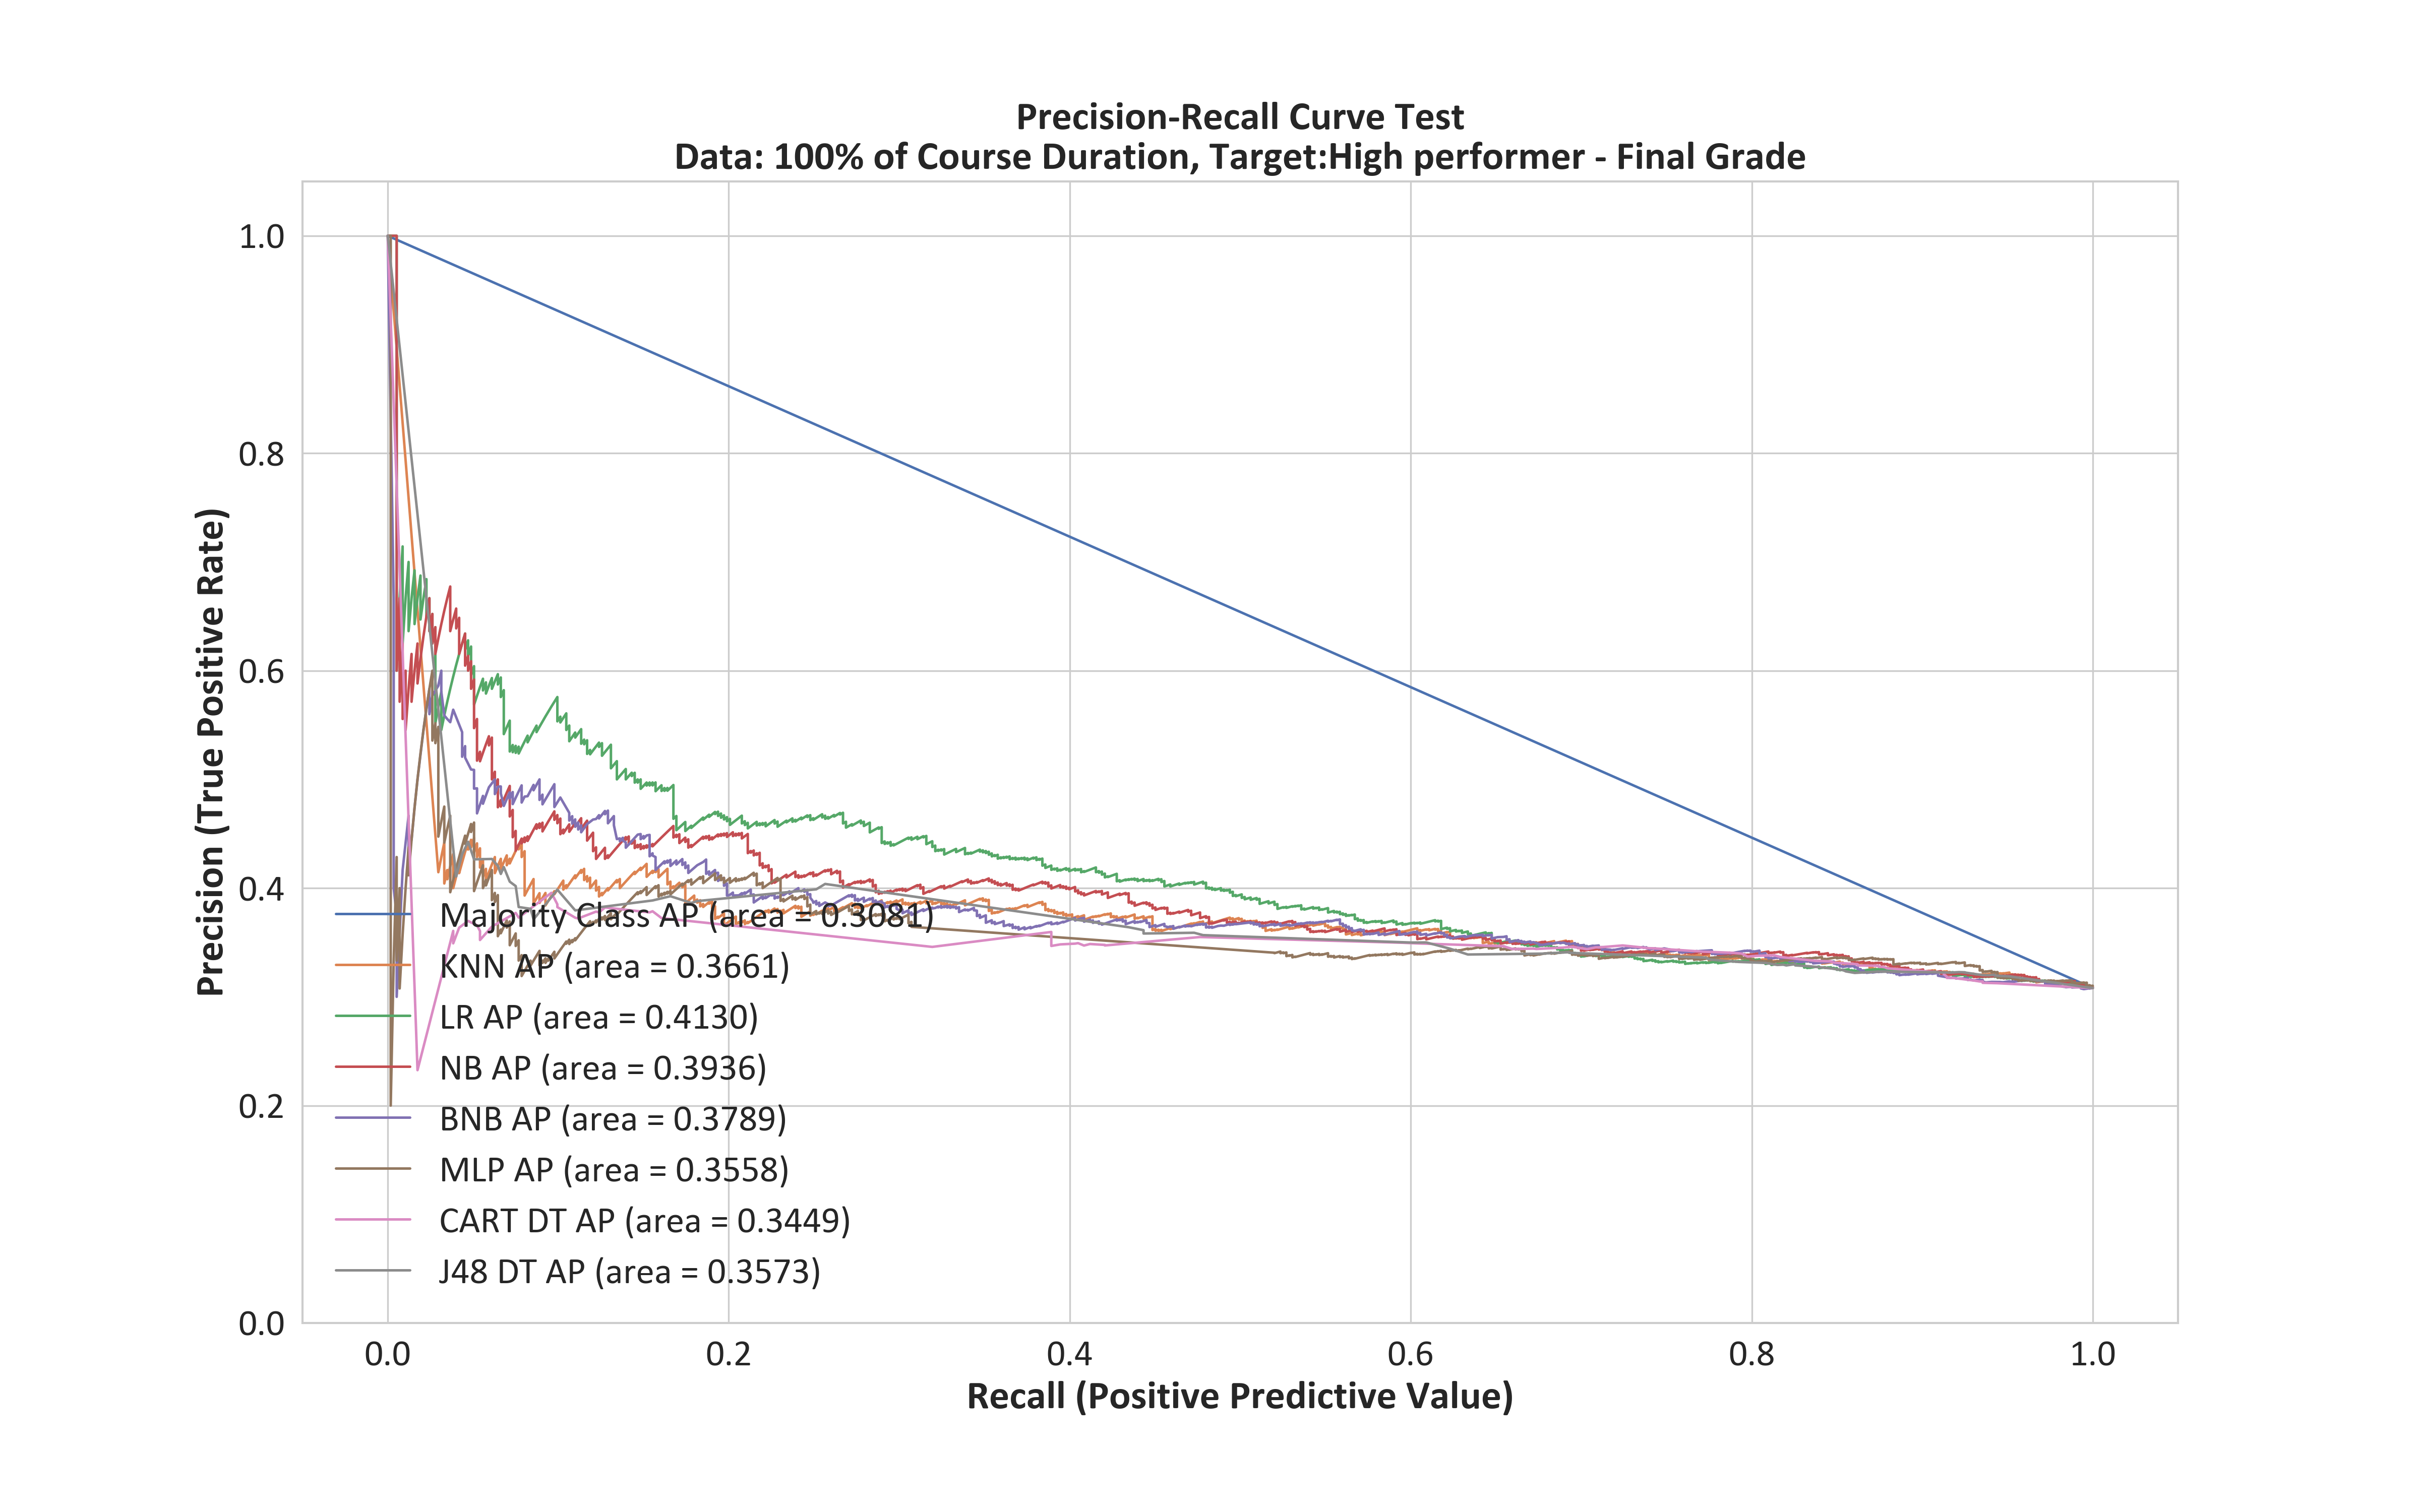 Precision-Recall Curve Test
Data: 100% of Course Duration, Target:High performer - Final Grade
Precision (True Positive Rate)
1.0
0.8
0.6
0.4
0.2
0.0
Majority Class AP (area = 0.3081)
KNN AP (area = 0.3661)
LR AP (area = 0.4130)
NB AP (area = 0.3936)
BNB AP (area = 0.3789)
MLP AP (area = 0.3558)
CART DT AP (area = 0.3449)
J48 DT AP (area = 0.3573)
0.0 0.2 0.4 0.6 0.8 1.0
Recall (Positive Predictive Value)